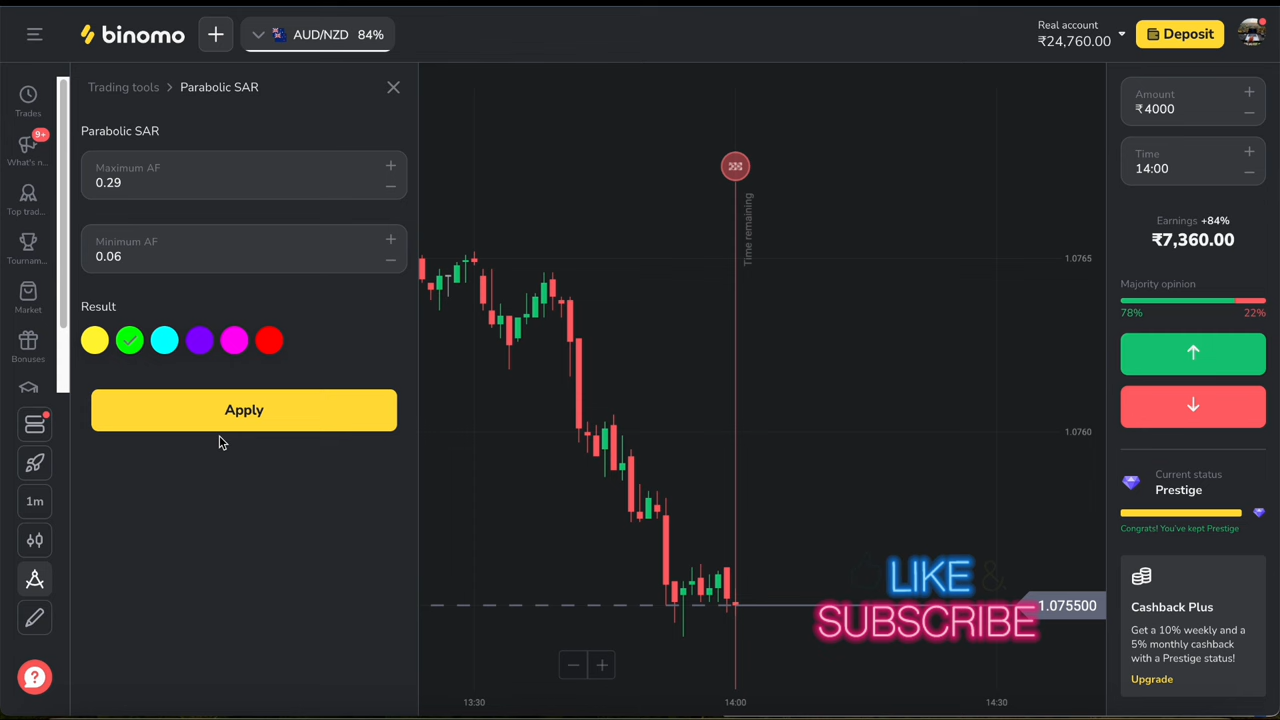 binomo
AUD/NZD 84%
Real account
₹24,760.00
Deposit
Trades
9+
What's n...
Top trad...
Tournam...
Market
Bonuses
1m
Trading tools > Parabolic SAR
Parabolic SAR
Maximum AF
0.29
Minimum AF
0.06
Result
Apply
Time remaining
1.0765
1.0760
1.075500
13:30
14:00
14:30
LIKE &
SUBSCRIBE
Amount
₹4000
Time
14:00
Earnings +84%
₹7,360.00
Majority opinion
78%
22%
Current status
Prestige
Congrats! You've kept Prestige
Cashback Plus
Get a 10% weekly and a
5% monthly cashback
with a Prestige status!
Upgrade